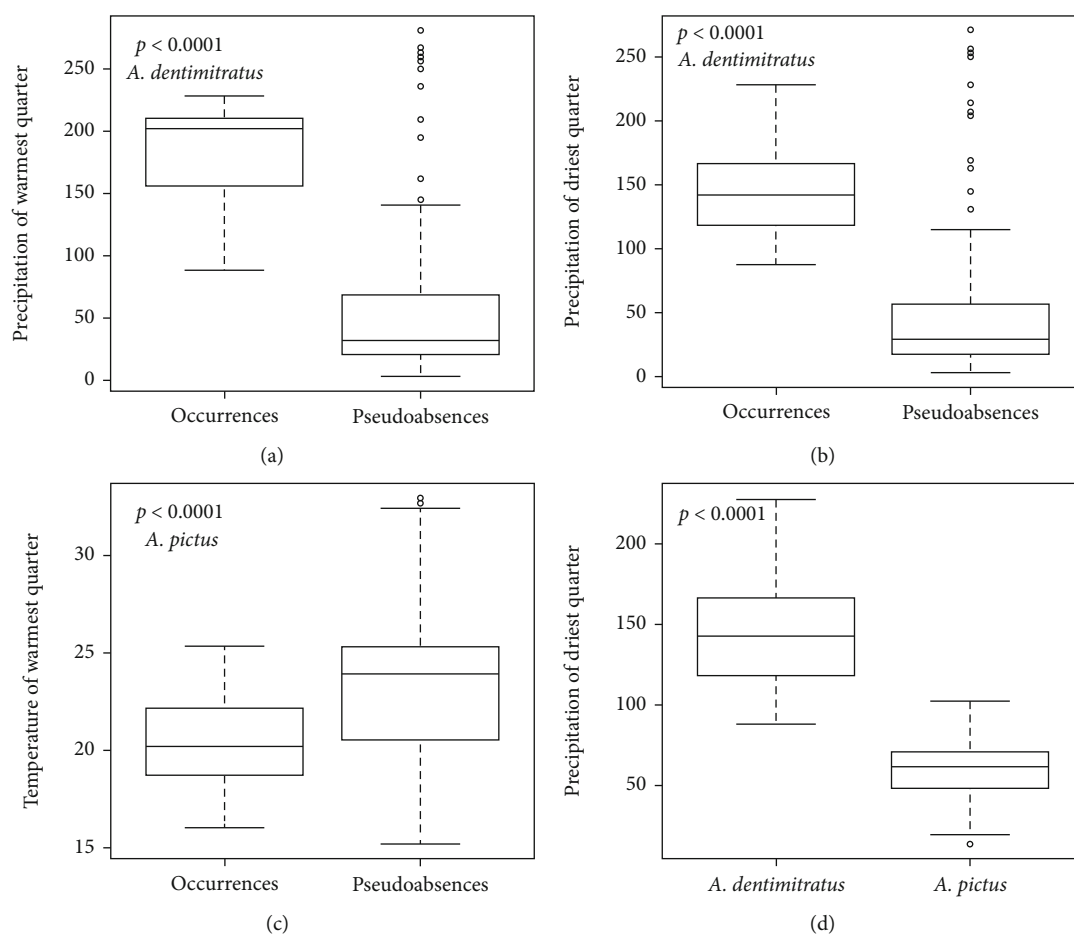 p < 0.0001
A. dentimitratus
Precipitation of warmest quarter
250
200
150
100
50
0
Occurrences Pseudoabsences
(a)
p < 0.0001
A. dentimitratus
Precipitation of driest quarter
250
200
150
100
50
0
Occurrences Pseudoabsences
(b)
p < 0.0001
A. pictus
Temperature of warmest quarter
30
25
20
15
Occurrences Pseudoabsences
(c)
p < 0.0001
Precipitation of driest quarter
200
150
100
50
A. dentimitratus A. pictus
(d)